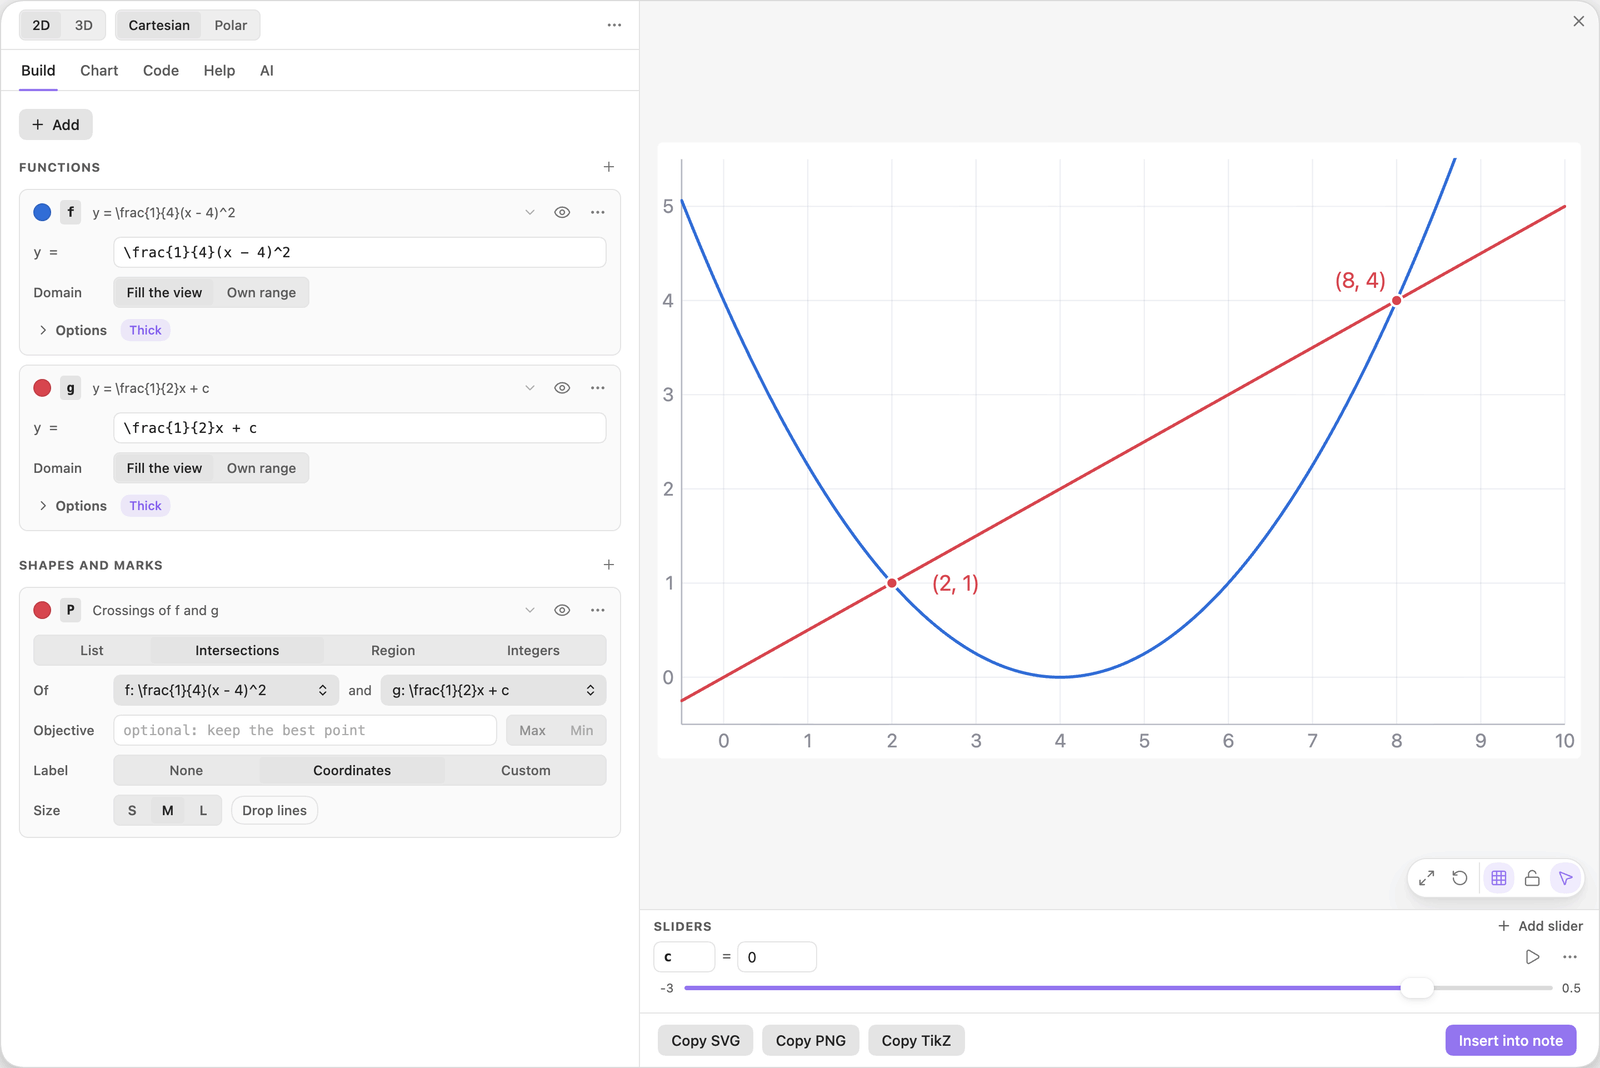 2D 3D Cartesian Polar ···
Build Chart Code Help AI
+ Add
FUNCTIONS +
f y = \frac{1}{4}(x - 4)^2 ···
y = \frac{1}{4}(x − 4)^2
Domain Fill the view Own range
> Options Thick
g y = \frac{1}{2}x + c ···
y = \frac{1}{2}x + c
Domain Fill the view Own range
> Options Thick
SHAPES AND MARKS +
P Crossings of f and g ···
List Intersections Region Integers
Of f: \frac{1}{4}(x - 4)^2 and g: \frac{1}{2}x + c
Objective optional: keep the best point Max Min
Label None Coordinates Custom
Size S M L Drop lines
5
4
3
2
1
0
(8, 4)
(2, 1)
0 1 2 3 4 5 6 7 8 9 10
SLIDERS + Add slider
c = 0 ···
-3 0.5
Copy SVG Copy PNG Copy TikZ Insert into note